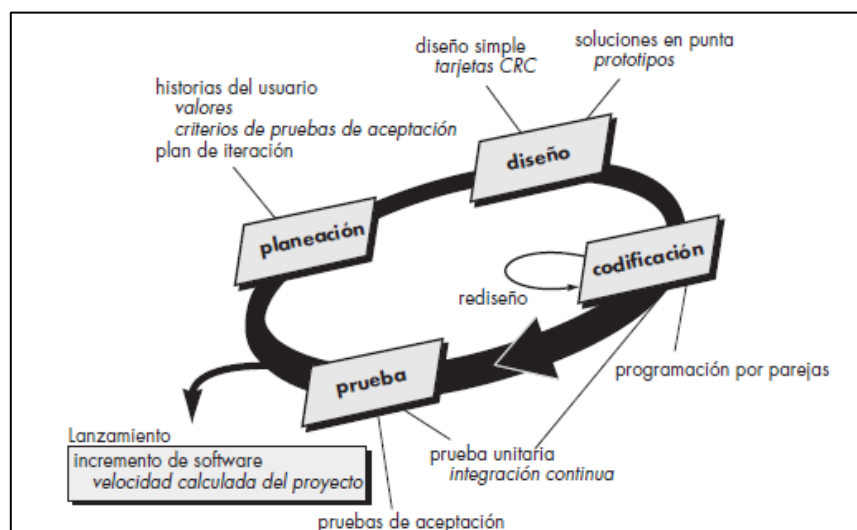 diseño simple
tarjetas CRC
soluciones en punta
prototipos
historias del usuario
valores
criterios de pruebas de aceptación
plan de iteración
diseño
planeación
codificación
rediseño
prueba
programación por parejas
Lanzamiento
incremento de software
velocidad calculada del proyecto
prueba unitaria
integración continua
pruebas de aceptación